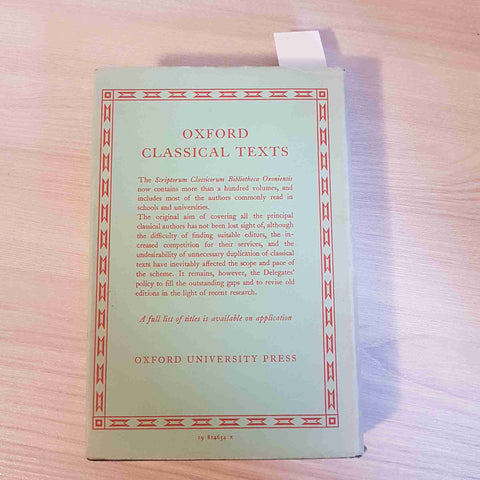 OXFORD
CLASSICAL TEXTS
The Scriptorum Classicorum Bibliotheca Oxoniensis
now contains more than a hundred volumes, and
includes most of the authors commonly read in
schools and universities.
The original aim of covering all the principal
classical authors has not been lost sight of, although
the difficulty of finding suitable editors, the in-
creased competition for their services, and the
undesirability of unnecessary duplication of classical
texts have inevitably affected the scope and pace of
the scheme. It remains, however, the Delegates'
policy to fill the outstanding gaps and to revise old
editions in the light of recent research.
A full list of titles is available on application
OXFORD UNIVERSITY PRESS
19 814634 x